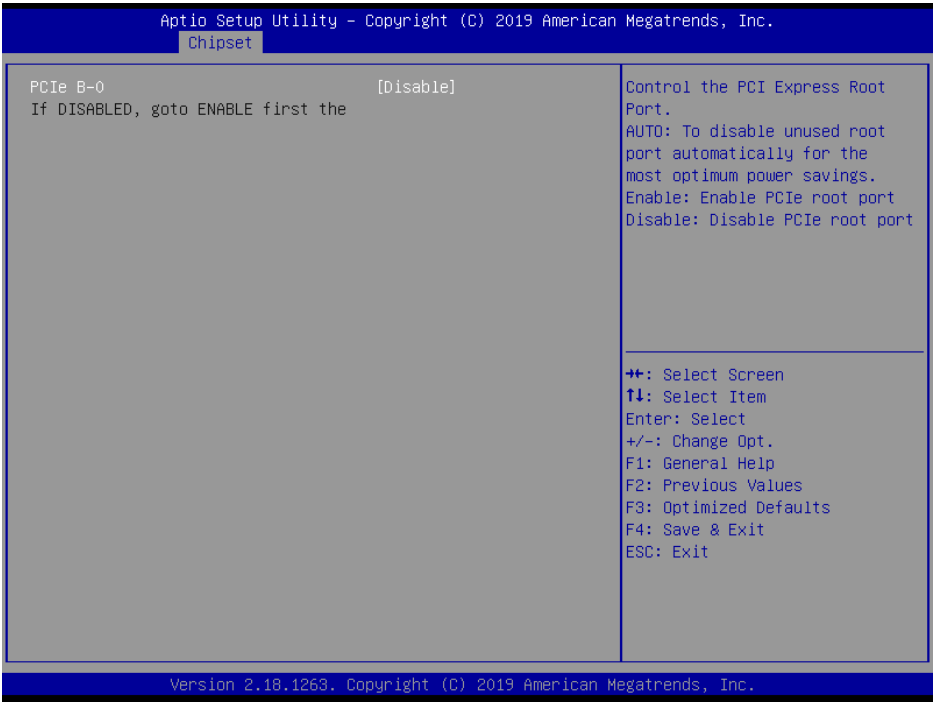 Aptio Setup Utility – Copyright (C) 2019 American Megatrends, Inc.
Chipset
PCIe B-0 [Disable]
If DISABLED, goto ENABLE first the
Control the PCI Express Root
Port.
AUTO: To disable unused root
port automatically for the
most optimum power savings.
Enable: Enable PCIe root port
Disable: Disable PCIe root port
→←: Select Screen
↑↓: Select Item
Enter: Select
+/-: Change Opt.
F1: General Help
F2: Previous Values
F3: Optimized Defaults
F4: Save & Exit
ESC: Exit
Version 2.18.1263. Copyright (C) 2019 American Megatrends, Inc.